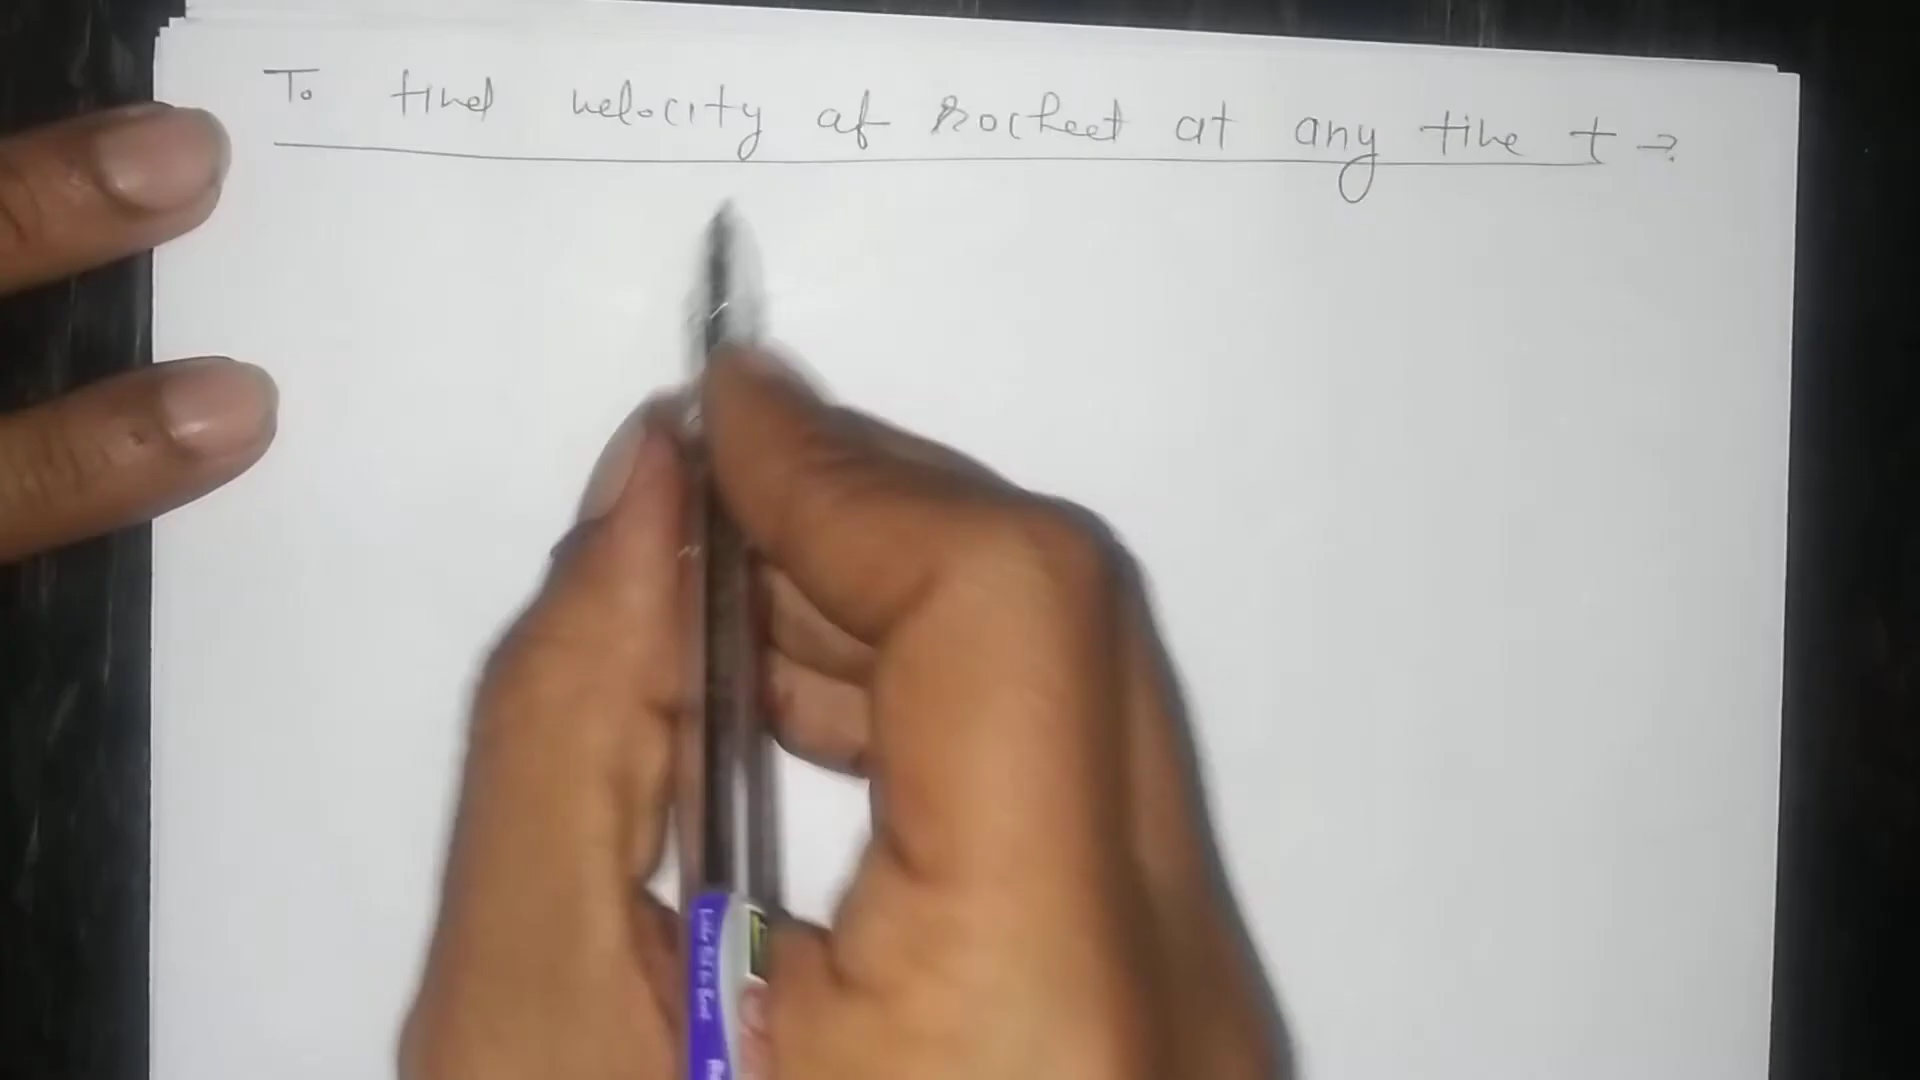 To find velocity of Rocket at any time t →